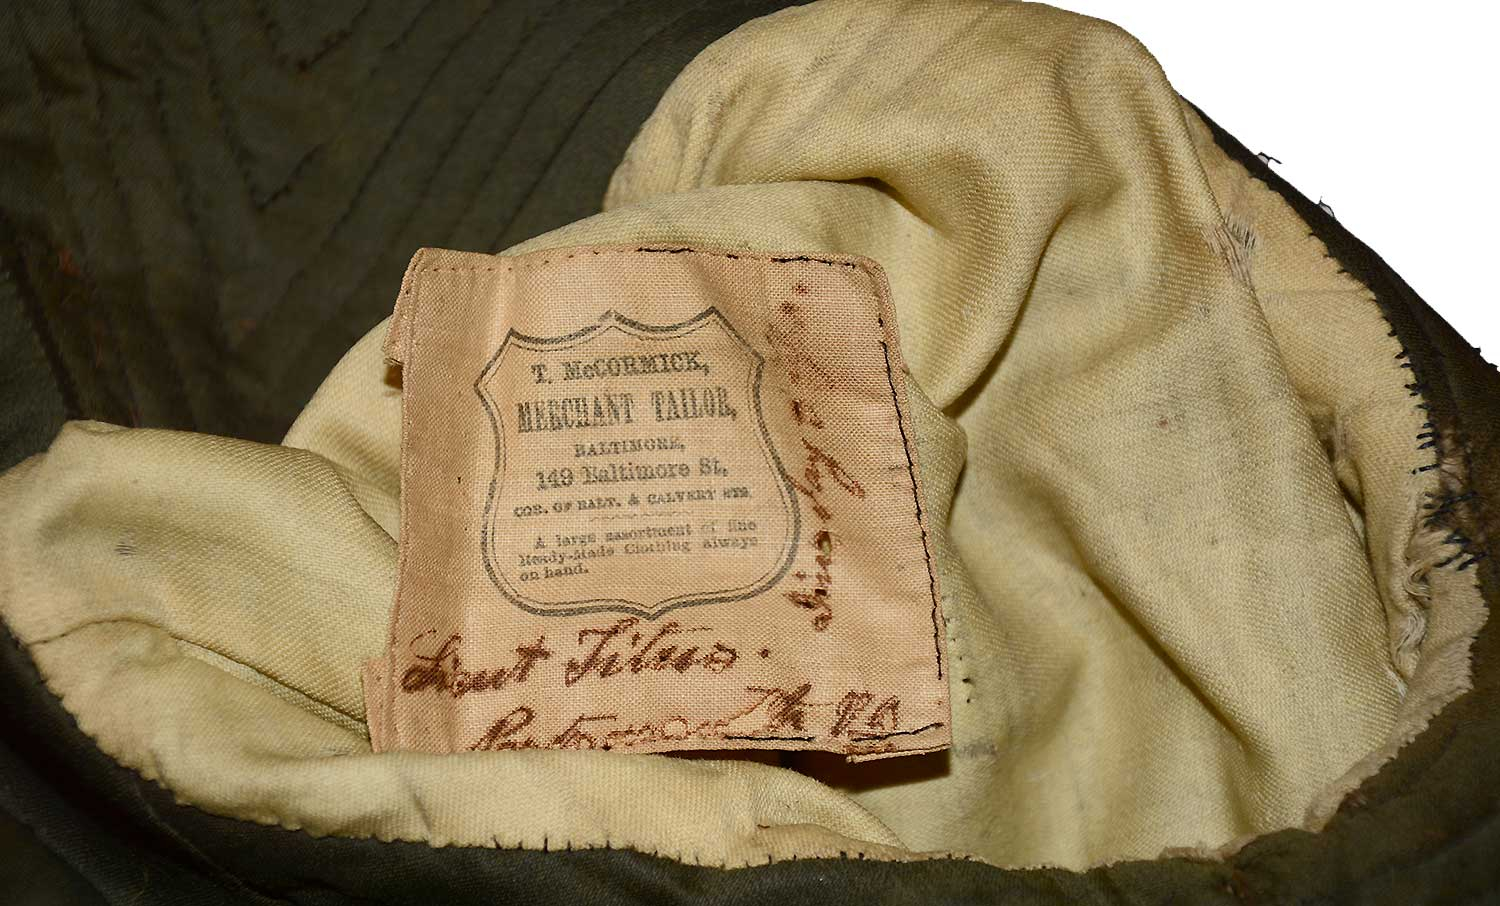 T. McCORMICK,
MERCHANT TAILOR,
BALTIMORE,
149 Baltimore St.
COR. OF BALT. & CALVERT STS.
A large assortment of fine
Ready-Made Clothing always
on hand.
Lieut